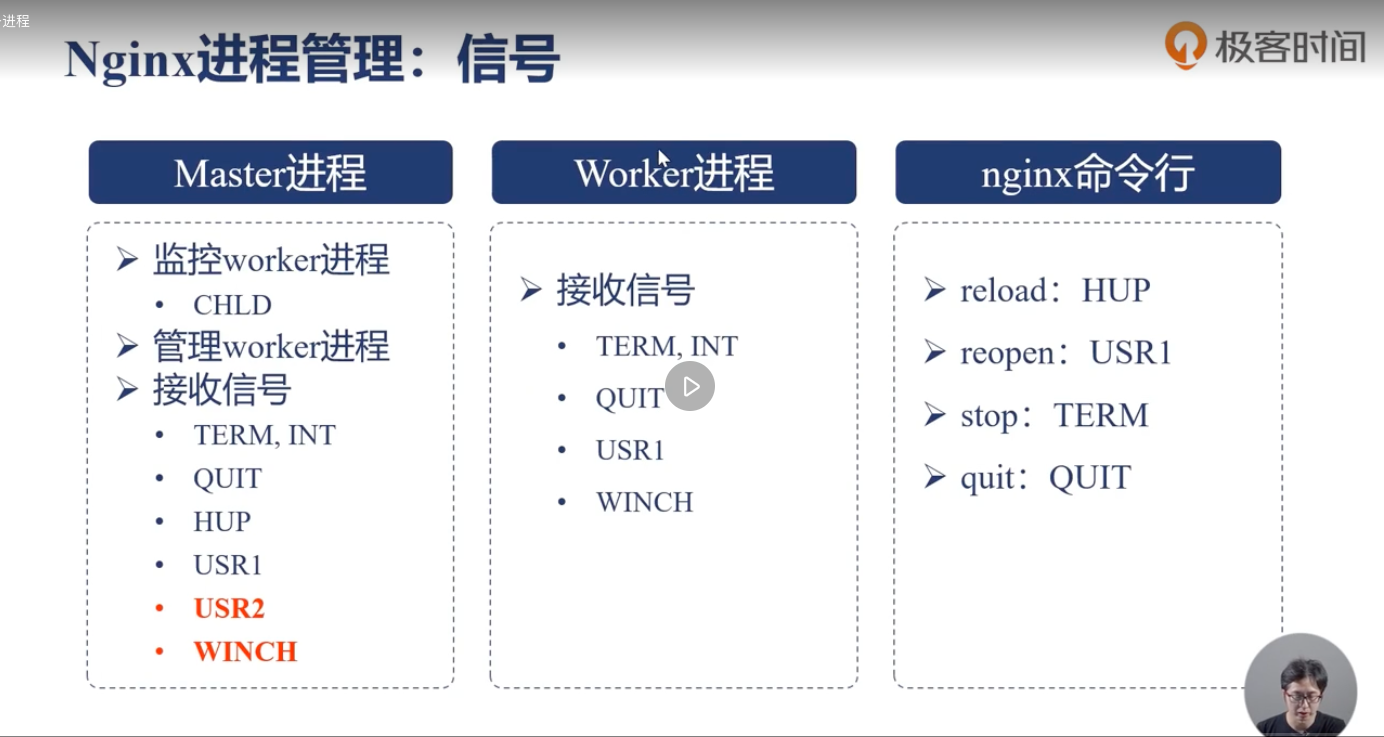 进程
Nginx进程管理：信号
极客时间
Master进程
监控worker进程
CHLD
管理worker进程
接收信号
TERM, INT
QUIT
HUP
USR1
USR2
WINCH
Worker进程
接收信号
TERM, INT
QUIT
USR1
WINCH
nginx命令行
reload：HUP
reopen：USR1
stop：TERM
quit：QUIT